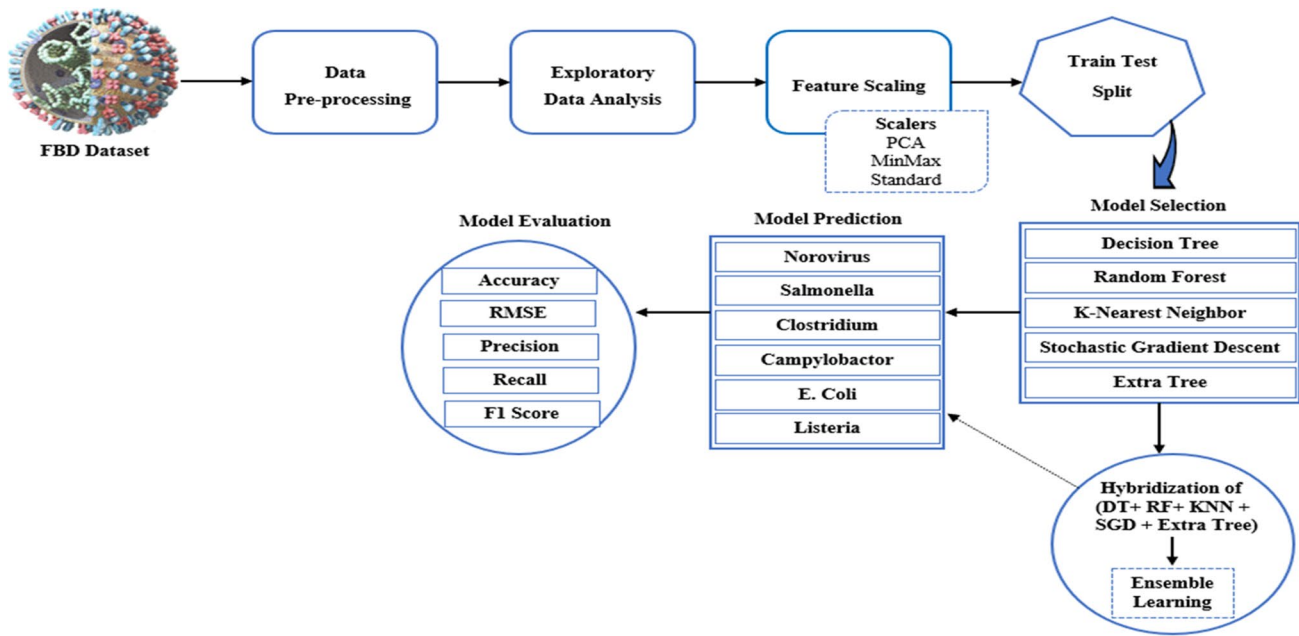 FBD Dataset
Data
Pre-processing
Exploratory
Data Analysis
Feature Scaling
Scalers
PCA
MinMax
Standard
Train Test
Split
Model Selection
Decision Tree
Random Forest
K-Nearest Neighbor
Stochastic Gradient Descent
Extra Tree
Hybridization of
(DT+ RF+ KNN +
SGD + Extra Tree)
Ensemble
Learning
Model Prediction
Norovirus
Salmonella
Clostridium
Campylobactor
E. Coli
Listeria
Model Evaluation
Accuracy
RMSE
Precision
Recall
F1 Score